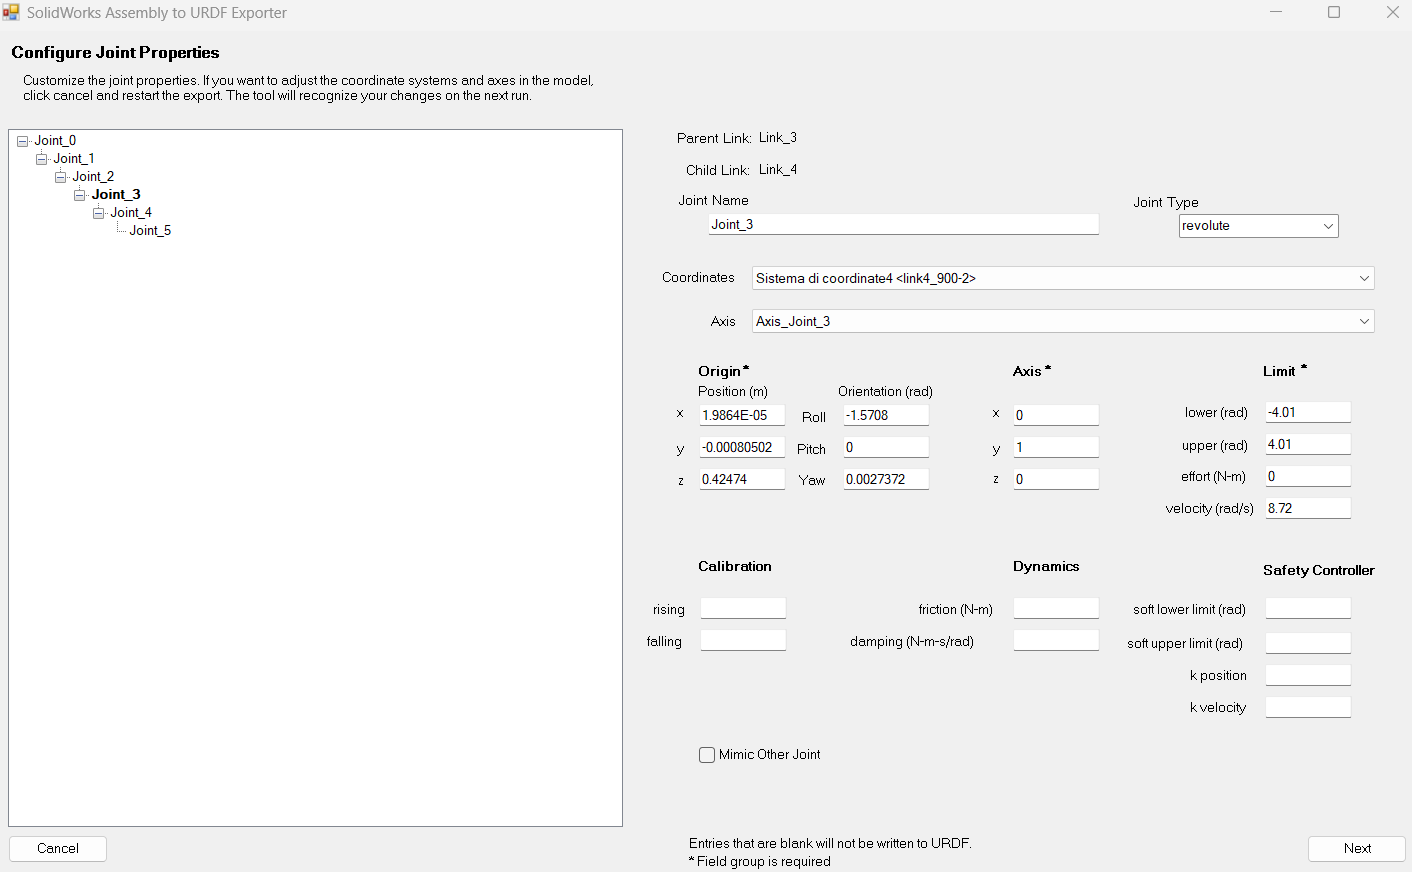 SolidWorks Assembly to URDF Exporter
Configure Joint Properties
Customize the joint properties. If you want to adjust the coordinate systems and axes in the model,
click cancel and restart the export. The tool will recognize your changes on the next run.
Joint_0
Joint_1
Joint_2
Joint_3
Joint_4
Joint_5
Parent Link: Link_3
Child Link: Link_4
Joint Name
Joint_3
Joint Type
revolute
Coordinates Sistema di coordinate4 <link4_900-2>
Axis Axis_Joint_3
Origin*
Position (m) Orientation (rad)
x 1.9864E-05 Roll -1.5708
y -0.00080502 Pitch 0
z 0.42474 Yaw 0.0027372
Axis *
x 0
y 1
z 0
Limit *
lower (rad) -4.01
upper (rad) 4.01
effort (N-m) 0
velocity (rad/s) 8.72
Calibration
rising
falling
Dynamics
friction (N-m)
damping (N-m-s/rad)
Safety Controller
soft lower limit (rad)
soft upper limit (rad)
k position
k velocity
Mimic Other Joint
Entries that are blank will not be written to URDF.
* Field group is required
Cancel
Next